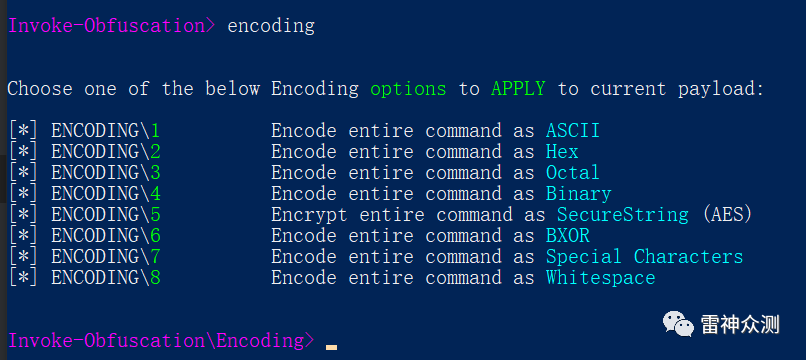 Invoke-Obfuscation> encoding
Choose one of the below Encoding options to APPLY to current payload:
[*] ENCODING\1 Encode entire command as ASCII
[*] ENCODING\2 Encode entire command as Hex
[*] ENCODING\3 Encode entire command as Octal
[*] ENCODING\4 Encode entire command as Binary
[*] ENCODING\5 Encrypt entire command as SecureString (AES)
[*] ENCODING\6 Encode entire command as BXOR
[*] ENCODING\7 Encode entire command as Special Characters
[*] ENCODING\8 Encode entire command as Whitespace
Invoke-Obfuscation\Encoding> _
雷神众测